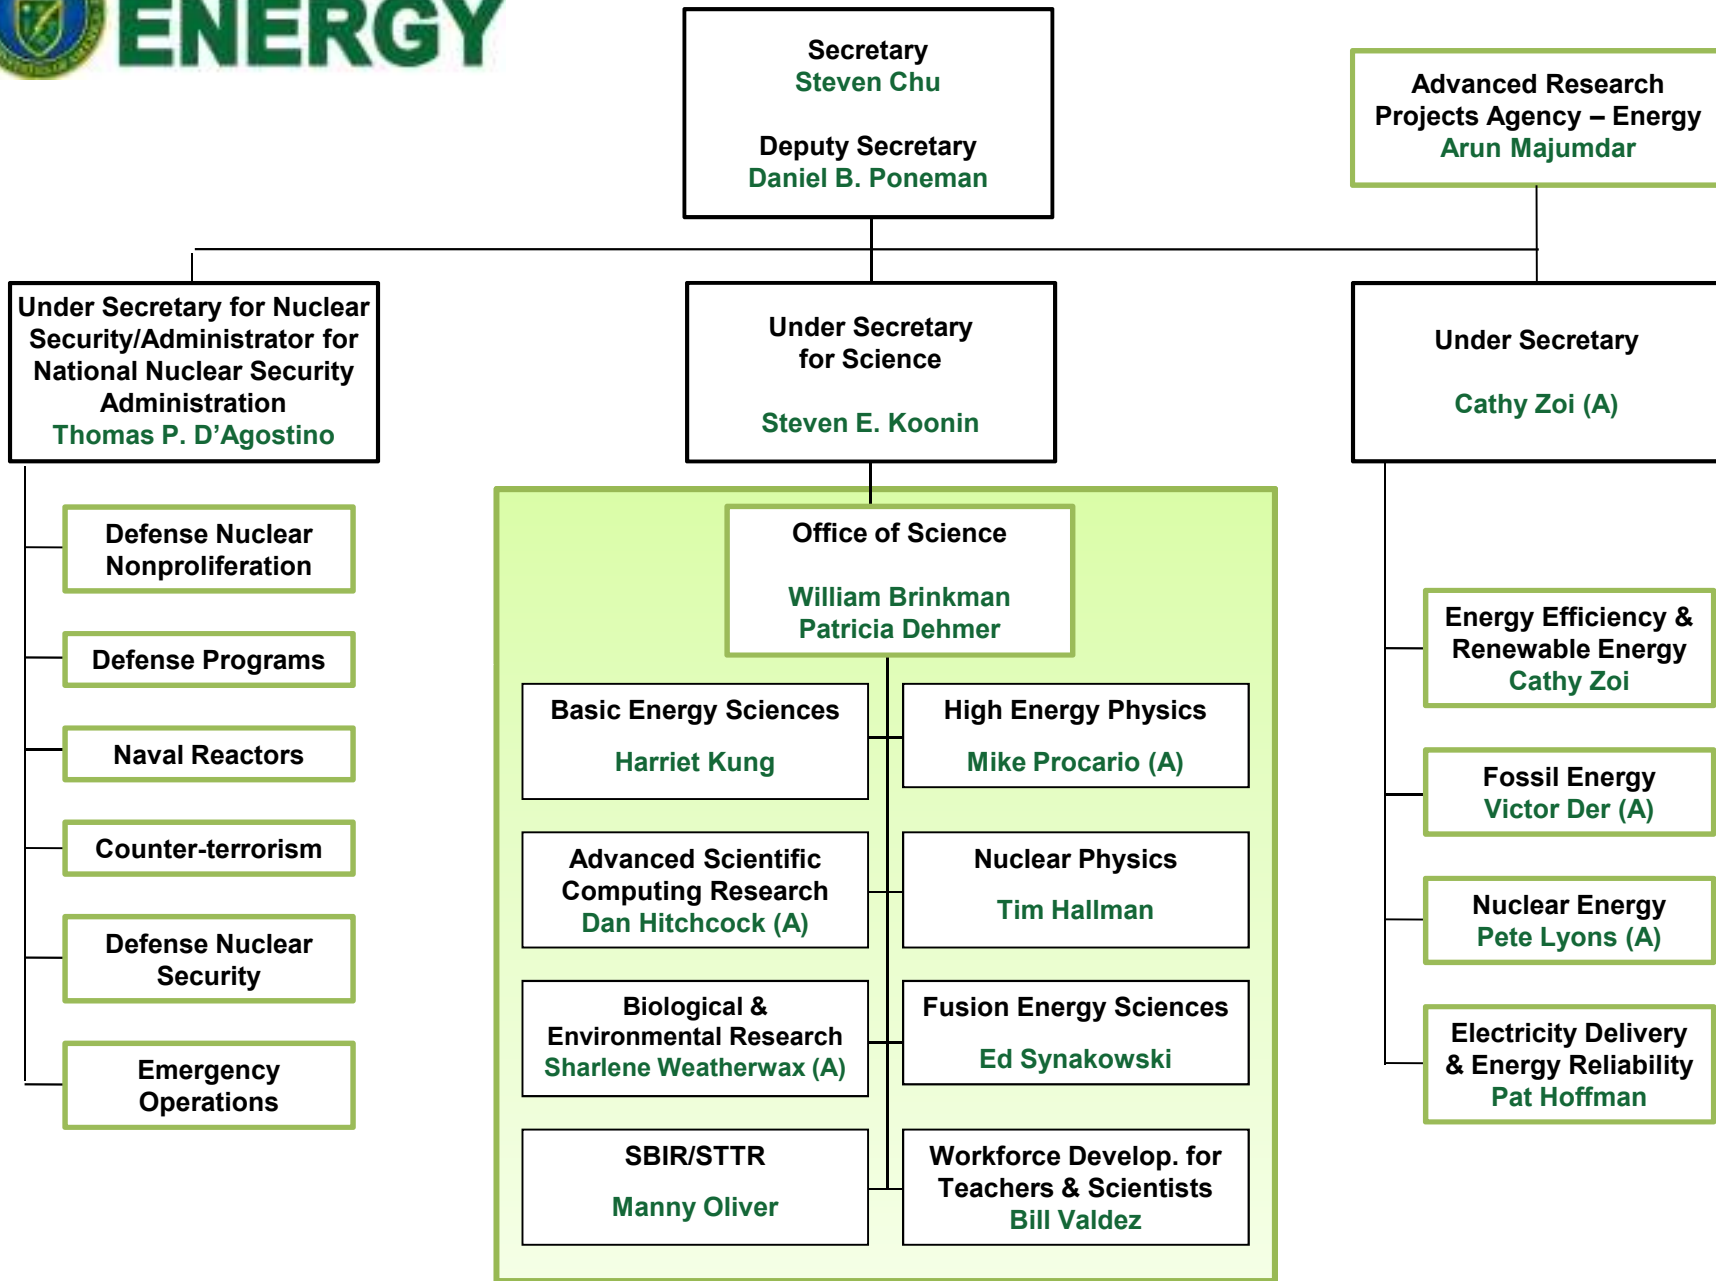 ENERGY
Secretary
Steven Chu
Deputy Secretary
Daniel B. Poneman
Advanced Research
Projects Agency – Energy
Arun Majumdar
Under Secretary for Nuclear
Security/Administrator for
National Nuclear Security
Administration
Thomas P. D’Agostino
Under Secretary
for Science
Steven E. Koonin
Under Secretary
Cathy Zoi (A)
Defense Nuclear
Nonproliferation
Defense Programs
Naval Reactors
Counter-terrorism
Defense Nuclear
Security
Emergency
Operations
Office of Science
William Brinkman
Patricia Dehmer
Basic Energy Sciences
Harriet Kung
High Energy Physics
Mike Procario (A)
Advanced Scientific
Computing Research
Dan Hitchcock (A)
Nuclear Physics
Tim Hallman
Biological &
Environmental Research
Sharlene Weatherwax (A)
Fusion Energy Sciences
Ed Synakowski
SBIR/STTR
Manny Oliver
Workforce Develop. for
Teachers & Scientists
Bill Valdez
Energy Efficiency &
Renewable Energy
Cathy Zoi
Fossil Energy
Victor Der (A)
Nuclear Energy
Pete Lyons (A)
Electricity Delivery
& Energy Reliability
Pat Hoffman